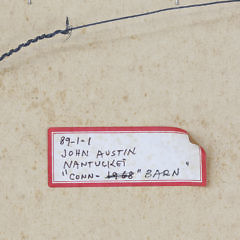 89-1-1
JOHN AUSTIN
NANTUCKET
"CONN- 1968" BARN "